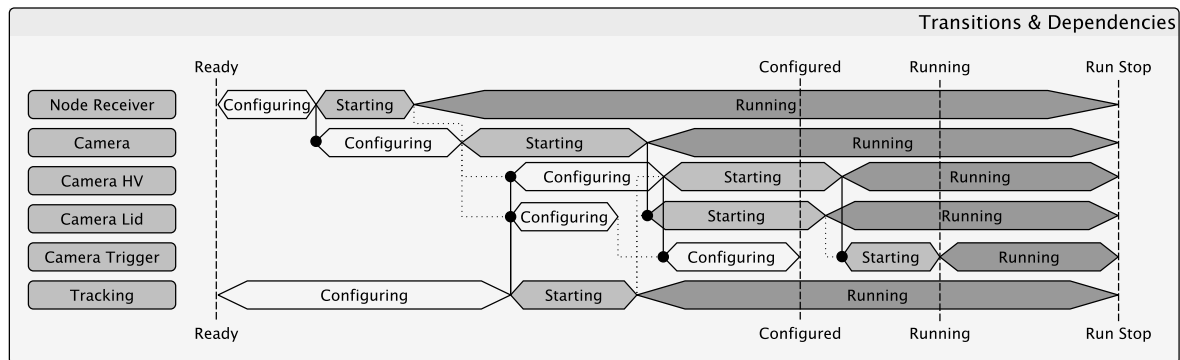 Transitions & Dependencies
Ready Configured Running Run Stop
Node Receiver Configuring Starting Running
Camera Configuring Starting Running
Camera HV Configuring Starting Running
Camera Lid Configuring Starting Running
Camera Trigger Configuring Starting Running
Tracking Configuring Starting Running
Ready Configured Running Run Stop